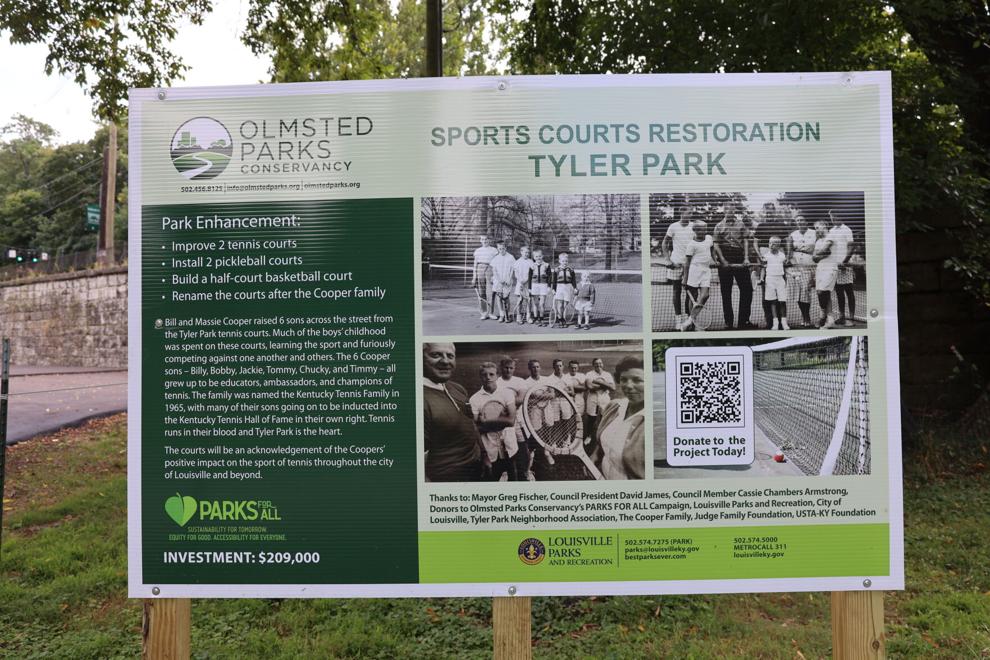 OLMSTED
PARKS
CONSERVANCY
502.456.8125 | info@olmstedparks.org | olmstedparks.org
SPORTS COURTS RESTORATION
TYLER PARK
Park Enhancement:
• Improve 2 tennis courts
• Install 2 pickleball courts
• Build a half-court basketball court
• Rename the courts after the Cooper family
Bill and Massie Cooper raised 6 sons across the street from
the Tyler Park tennis courts. Much of the boys' childhood
was spent on these courts, learning the sport and furiously
competing against one another and others. The 6 Cooper
sons – Billy, Bobby, Jackie, Tommy, Chucky, and Timmy – all
grew up to be educators, ambassadors, and champions of
tennis. The family was named the Kentucky Tennis Family in
1965, with many of their sons going on to be inducted into
the Kentucky Tennis Hall of Fame in their own right. Tennis
runs in their blood and Tyler Park is the heart.
The courts will be an acknowledgement of the Coopers'
positive impact on the sport of tennis throughout the city
of Louisville and beyond.
PARKS FOR ALL
SUSTAINABILITY FOR TOMORROW.
EQUITY FOR GOOD. ACCESSIBILITY FOR EVERYONE.
INVESTMENT: $209,000
Donate to the
Project Today!
Thanks to: Mayor Greg Fischer, Council President David James, Council Member Cassie Chambers Armstrong,
Donors to Olmsted Parks Conservancy's PARKS FOR ALL Campaign, Louisville Parks and Recreation, City of
Louisville, Tyler Park Neighborhood Association, The Cooper Family, Judge Family Foundation, USTA-KY Foundation
LOUISVILLE
PARKS
AND RECREATION
502.574.7275 (PARK)
parks@louisvilleky.gov
bestparksever.com
502.574.5000
METROCALL 311
louisvilleky.gov